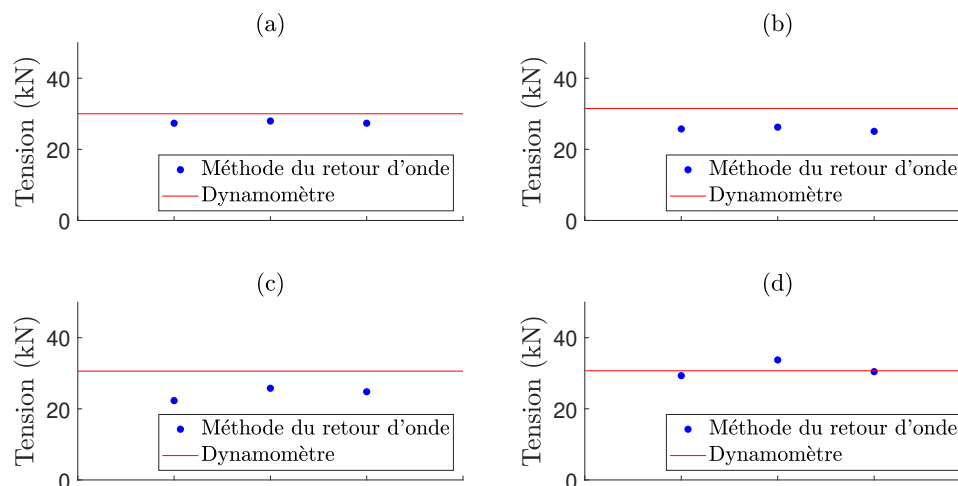 (a)
Tension (kN)
40
20
0
Méthode du retour d'onde
Dynamomètre
(b)
Tension (kN)
40
20
0
Méthode du retour d'onde
Dynamomètre
(c)
Tension (kN)
40
20
0
Méthode du retour d'onde
Dynamomètre
(d)
Tension (kN)
40
20
0
Méthode du retour d'onde
Dynamomètre